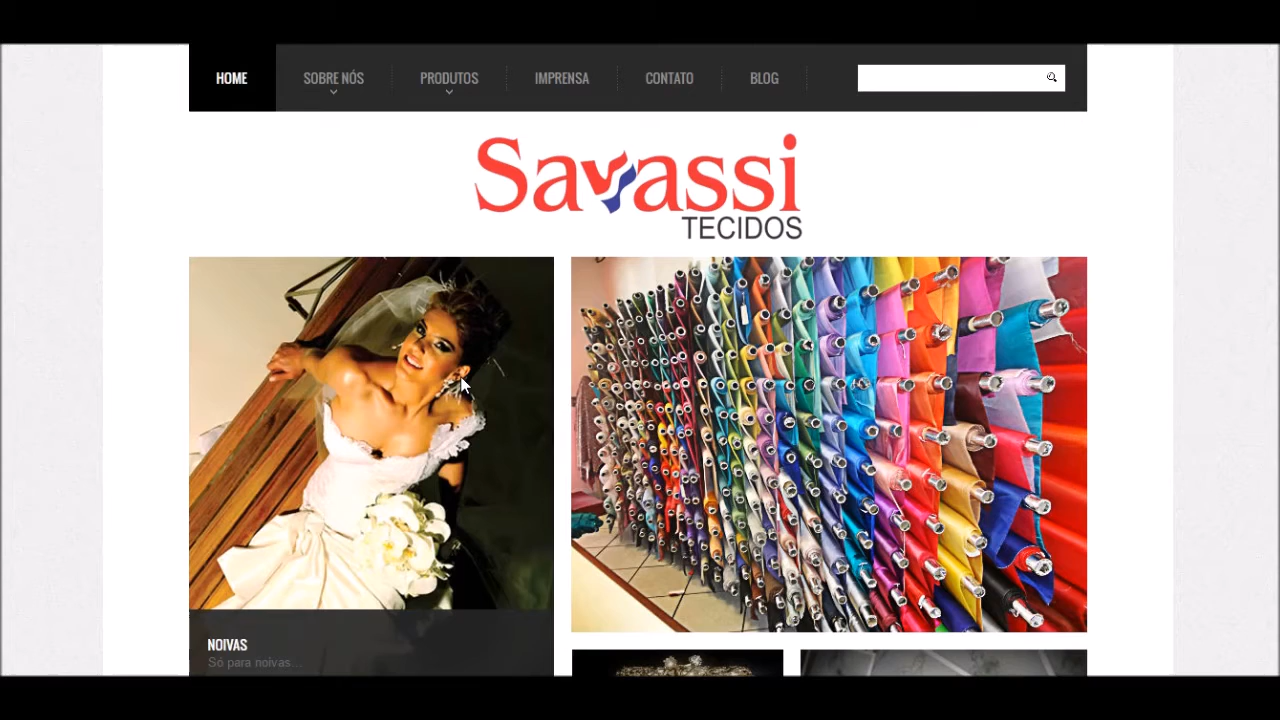 HOME
SOBRE NÓS
PRODUTOS
IMPRENSA
CONTATO
BLOG
Savassi
TECIDOS
NOIVAS
Só para noivas...